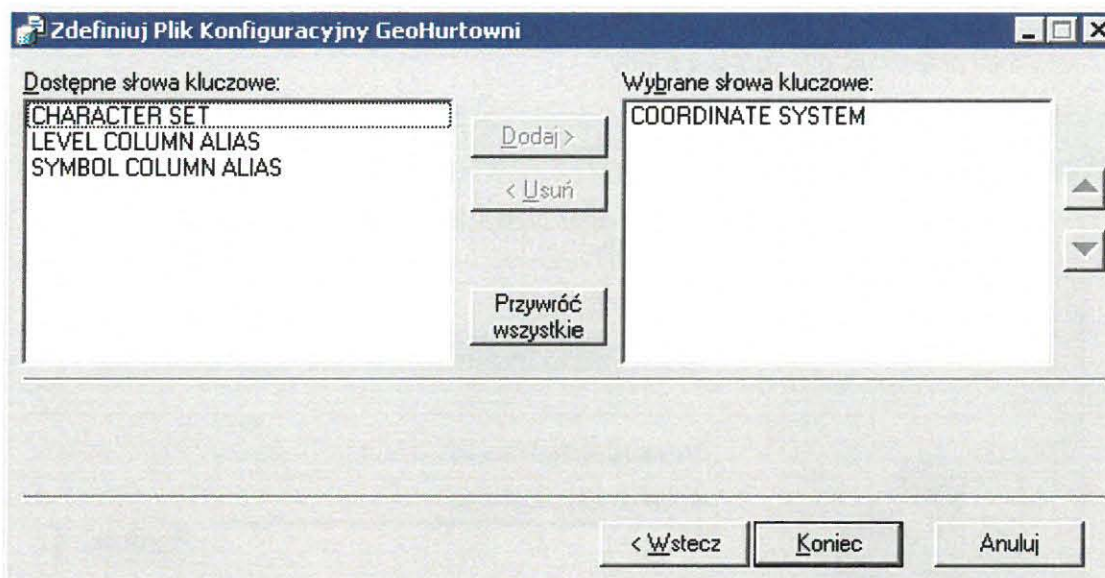 Zdefiniuj Plik Konfiguracyjny GeoHurtowni
Dostępne słowa kluczowe:
CHARACTER SET
LEVEL COLUMN ALIAS
SYMBOL COLUMN ALIAS
Dodaj >
< Usuń
Przywróć
wszystkie
Wybrane słowa kluczowe:
COORDINATE SYSTEM
< Wstecz
Koniec
Anuluj